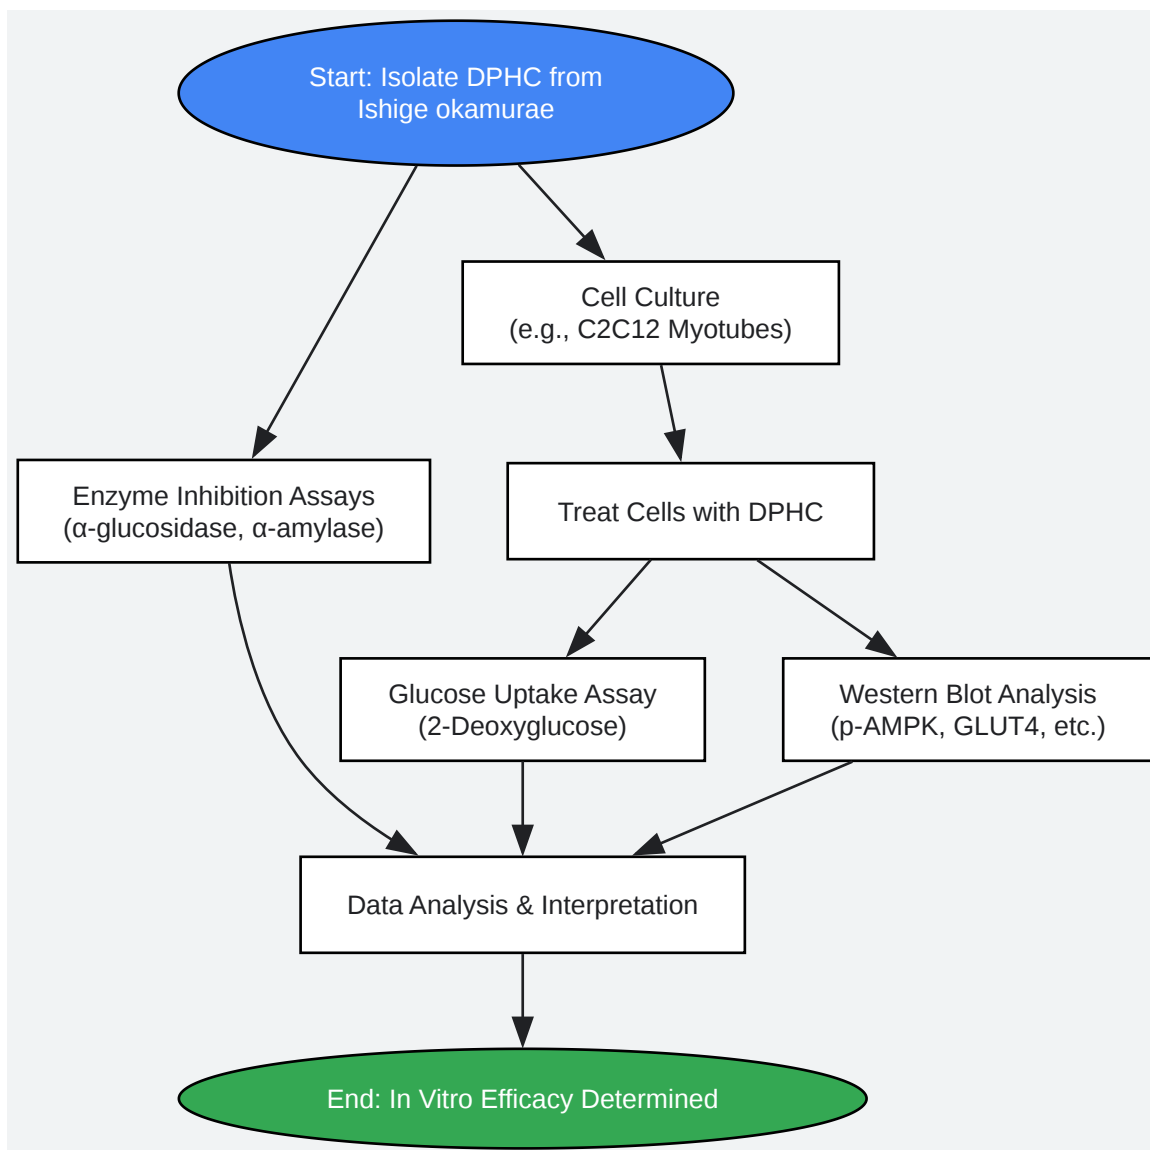 Start: Isolate DPHC from
Ishige okamurae
Cell Culture
(e.g., C2C12 Myotubes)
Enzyme Inhibition Assays
(α-glucosidase, α-amylase)
Treat Cells with DPHC
Glucose Uptake Assay
(2-Deoxyglucose)
Western Blot Analysis
(p-AMPK, GLUT4, etc.)
Data Analysis & Interpretation
End: In Vitro Efficacy Determined